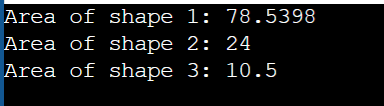 Area of shape 1: 78.5398
Area of shape 2: 24
Area of shape 3: 10.5